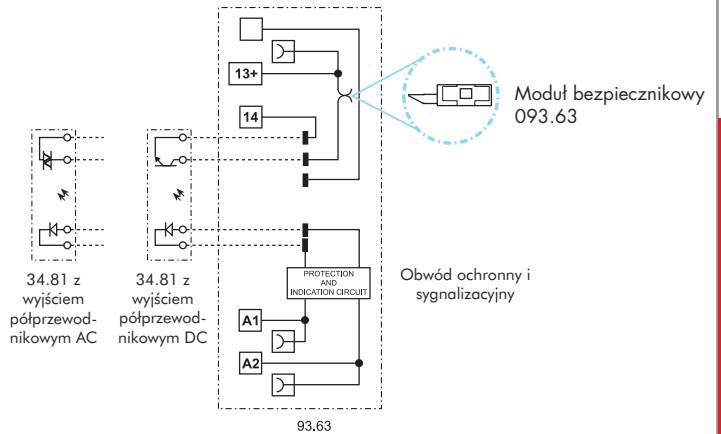 13+
14
Moduł bezpiecznikowy
093.63
34.81 z
wyjściem
półprzewod-
nikowym AC
34.81 z
wyjściem
półprzewod-
nikowym DC
PROTECTION
AND
INDICATION CIRCUIT
Obwód ochronny i
sygnalizacyjny
A1
A2
93.63